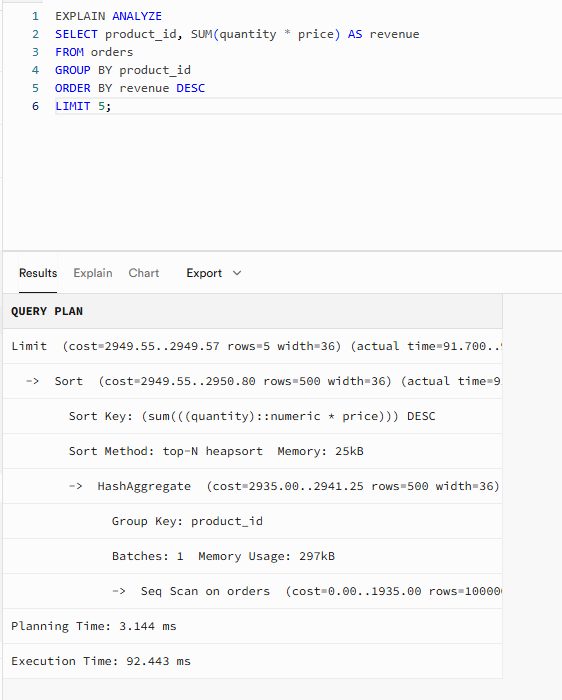 1 EXPLAIN ANALYZE
2 SELECT product_id, SUM(quantity * price) AS revenue
3 FROM orders
4 GROUP BY product_id
5 ORDER BY revenue DESC
6 LIMIT 5;
Results Explain Chart Export
QUERY PLAN
Limit (cost=2949.55..2949.57 rows=5 width=36) (actual time=91.700..
-> Sort (cost=2949.55..2950.80 rows=500 width=36) (actual time=9
Sort Key: (sum(((quantity)::numeric * price))) DESC
Sort Method: top-N heapsort Memory: 25kB
-> HashAggregate (cost=2935.00..2941.25 rows=500 width=36)
Group Key: product_id
Batches: 1 Memory Usage: 297kB
-> Seq Scan on orders (cost=0.00..1935.00 rows=10000
Planning Time: 3.144 ms
Execution Time: 92.443 ms